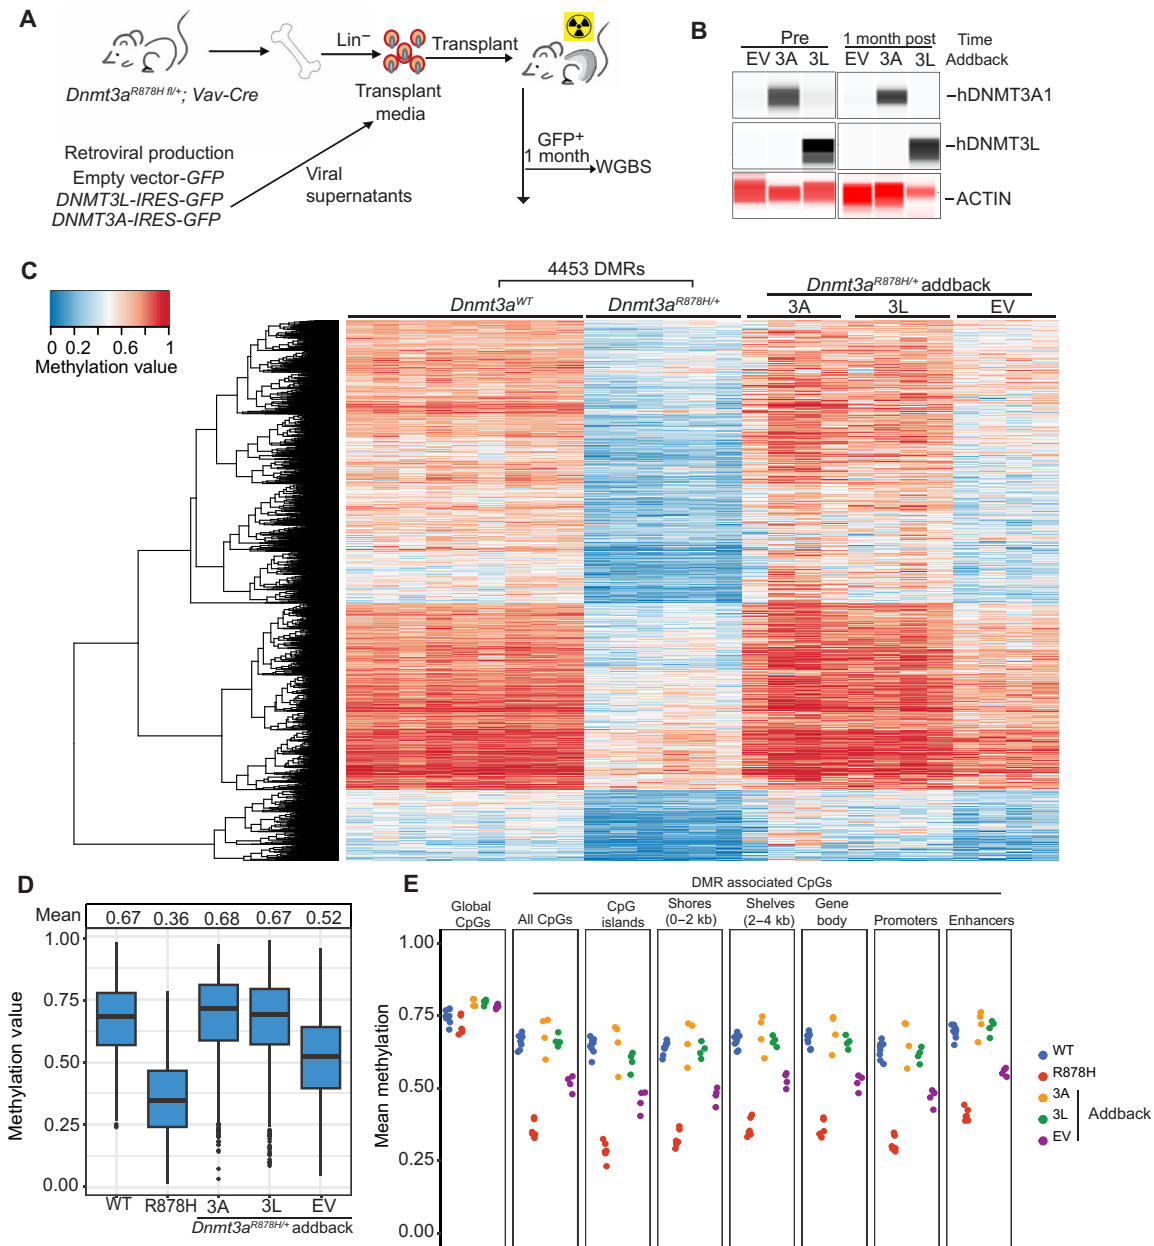 A
Lin–
Transplant
Dnmt3aR878H fl/+; Vav-Cre
Transplant
media
Retroviral production
Empty vector-GFP
DNMT3L-IRES-GFP
DNMT3A-IRES-GFP
Viral
supernatants
GFP+
1 month
WGBS
B
Pre
1 month post
Time
EV 3A 3L
EV 3A 3L
Addback
–hDNMT3A1
–hDNMT3L
–ACTIN
C
0 0.2 0.6 1
Methylation value
4453 DMRs
Dnmt3aWT
Dnmt3aR878H/+
Dnmt3aR878H/+ addback
3A 3L EV
D
Mean 0.67 0.36 0.68 0.67 0.52
Methylation value
1.00
0.75
0.50
0.25
0.00
WT R878H 3A 3L EV
Dnmt3aR878H/+ addback
E
DMR associated CpGs
Global
CpGs
All CpGs
CpG
islands
Shores
(0–2 kb)
Shelves
(2–4 kb)
Gene
body
Promoters
Enhancers
Mean methylation
1.00
0.75
0.50
0.25
0.00
WT
R878H
3A
3L
EV
Addback